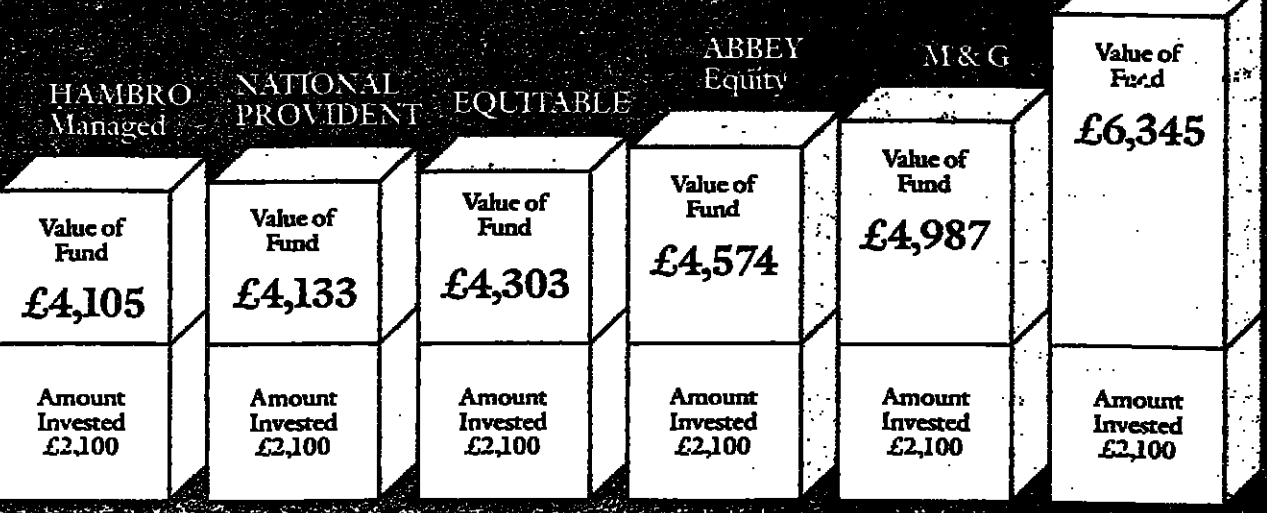 HAMBRO
Managed
Value of
Fund
£4,105
Amount
Invested
£2,100
NATIONAL
PROVIDENT
Value of
Fund
£4,133
Amount
Invested
£2,100
EQUITABLE
Value of
Fund
£4,303
Amount
Invested
£2,100
ABBEY
Equity
Value of
Fund
£4,574
Amount
Invested
£2,100
M & G
Value of
Fund
£4,987
Amount
Invested
£2,100
Value of
Fund
£6,345
Amount
Invested
£2,100